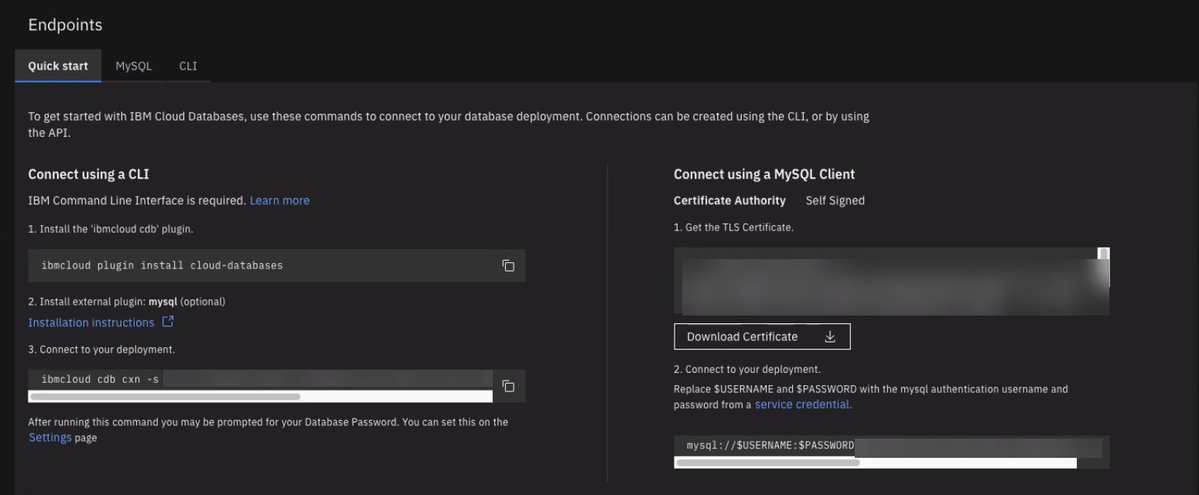 Endpoints
Quick start
MySQL
CLI
To get started with IBM Cloud Databases, use these commands to connect to your database deployment. Connections can be created using the CLI, or by using
the API.
Connect using a CLI
IBM Command Line Interface is required. Learn more
1. Install the 'ibmcloud cdb' plugin.
ibmcloud plugin install cloud-databases
2. Install external plugin: mysql (optional)
Installation instructions
3. Connect to your deployment.
ibmcloud cdb cxn -s
After running this command you may be prompted for your Database Password. You can set this on the
Settings page
Connect using a MySQL Client
Certificate Authority Self Signed
1. Get the TLS Certificate.
Download Certificate
2. Connect to your deployment.
Replace $USERNAME and $PASSWORD with the mysql authentication username and
password from a service credential.
mysql://$USERNAME:$PASSWORD